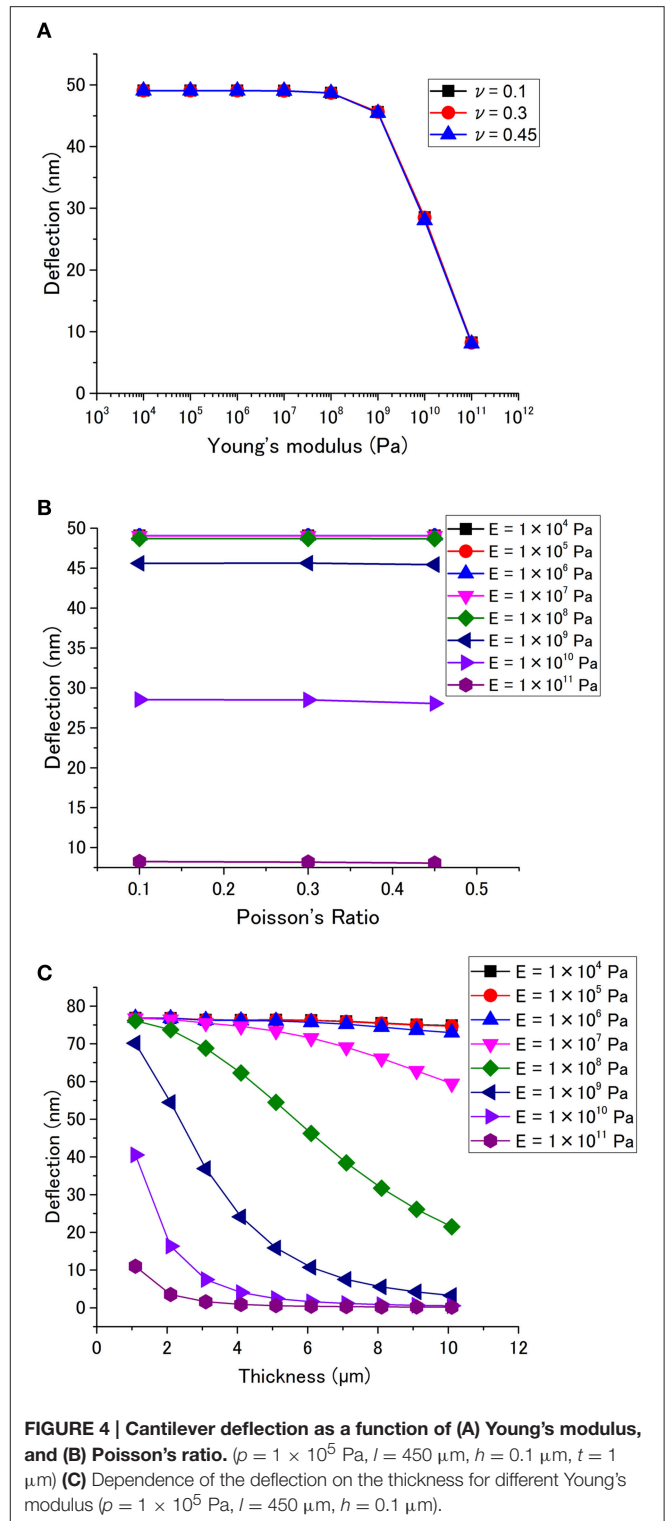 A
Deflection (nm)
50
40
30
20
10
0
ν = 0.1
ν = 0.3
ν = 0.45
10³ 10⁴ 10⁵ 10⁶ 10⁷ 10⁸ 10⁹ 10¹⁰ 10¹¹ 10¹²
Young's modulus (Pa)
B
Deflection (nm)
50
45
40
35
30
25
20
15
10
E = 1 × 10⁴ Pa
E = 1 × 10⁵ Pa
E = 1 × 10⁶ Pa
E = 1 × 10⁷ Pa
E = 1 × 10⁸ Pa
E = 1 × 10⁹ Pa
E = 1 × 10¹⁰ Pa
E = 1 × 10¹¹ Pa
0.1 0.2 0.3 0.4 0.5
Poisson's Ratio
C
Deflection (nm)
80
70
60
50
40
30
20
10
0
E = 1 × 10⁴ Pa
E = 1 × 10⁵ Pa
E = 1 × 10⁶ Pa
E = 1 × 10⁷ Pa
E = 1 × 10⁸ Pa
E = 1 × 10⁹ Pa
E = 1 × 10¹⁰ Pa
E = 1 × 10¹¹ Pa
0 2 4 6 8 10 12
Thickness (μm)
FIGURE 4 | Cantilever deflection as a function of (A) Young's modulus,
and (B) Poisson's ratio. (p = 1 × 10⁵ Pa, l = 450 μm, h = 0.1 μm, t = 1
μm) (C) Dependence of the deflection on the thickness for different Young's
modulus (p = 1 × 10⁵ Pa, l = 450 μm, h = 0.1 μm).